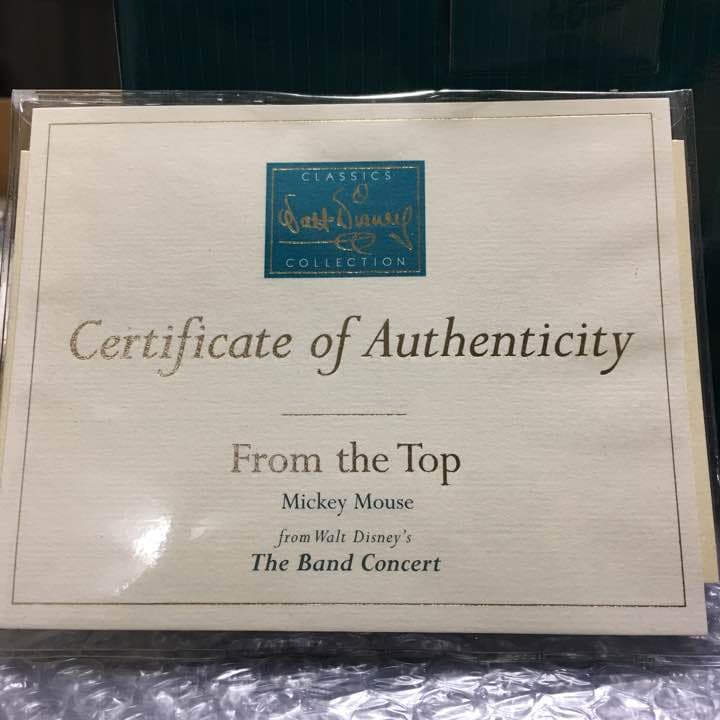 CLASSICS
Walt Disney
COLLECTION
Certificate of Authenticity
From the Top
Mickey Mouse
from Walt Disney's
The Band Concert